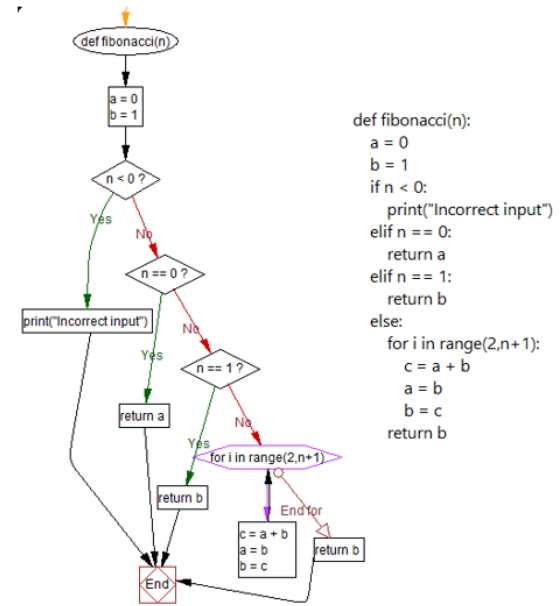 def fibonacci(n)
a = 0
b = 1
n < 0 ?
Yes
No
n == 0 ?
print("Incorrect input")
Yes
No
n == 1 ?
return a
Yes
No
for i in range(2,n+1)
return b
End for
c = a + b
a = b
b = c
return b
End
def fibonacci(n):
a = 0
b = 1
if n < 0:
print("Incorrect input")
elif n == 0:
return a
elif n == 1:
return b
else:
for i in range(2,n+1):
c = a + b
a = b
b = c
return b